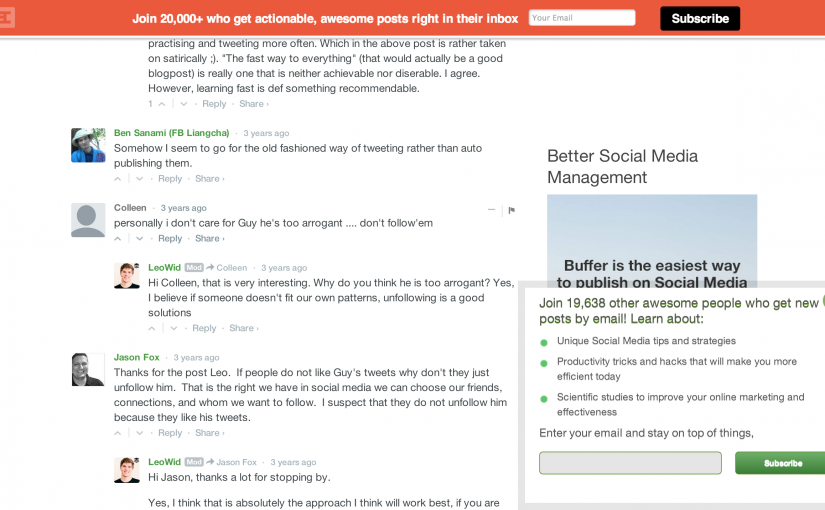 Join 20,000+ who get actionable, awesome posts right in their inbox
Your Email
Subscribe
practising and tweeting more often. Which in the above post is rather taken
on satirically ;). "The fast way to everything" (that would actually be a good
blogpost) is really one that is neither achievable nor diserable. I agree.
However, learning fast is def something recommendable.
1 · Reply · Share ›
Ben Sanami (FB Liangcha) · 3 years ago
Somehow I seem to go for the old fashioned way of tweeting rather than auto
publishing them.
· Reply · Share ›
Colleen · 3 years ago
personally i don't care for Guy he's too arrogant .... don't follow'em
· Reply · Share ›
LeoWid Mod Colleen · 3 years ago
Hi Colleen, that is very interesting. Why do you think he is too arrogant? Yes,
I believe if someone doesn't fit our own patterns, unfollowing is a good
solutions
· Reply · Share ›
Jason Fox · 3 years ago
Thanks for the post Leo. If people do not like Guy's tweets why don't they just
unfollow him. That is the right we have in social media we can choose our friends,
connections, and whom we want to follow. I suspect that they do not unfollow him
because they like his tweets.
· Reply · Share ›
LeoWid Mod Jason Fox · 3 years ago
Hi Jason, thanks a lot for stopping by.
Yes, I think that is absolutely the approach I think will work best, if you are
Better Social Media
Management
Buffer is the easiest way
to publish on Social Media
Join 19,638 other awesome people who get new
posts by email! Learn about:
Unique Social Media tips and strategies
Productivity tricks and hacks that will make you more
efficient today
Scientific studies to improve your online marketing and
effectiveness
Enter your email and stay on top of things,
Subscribe